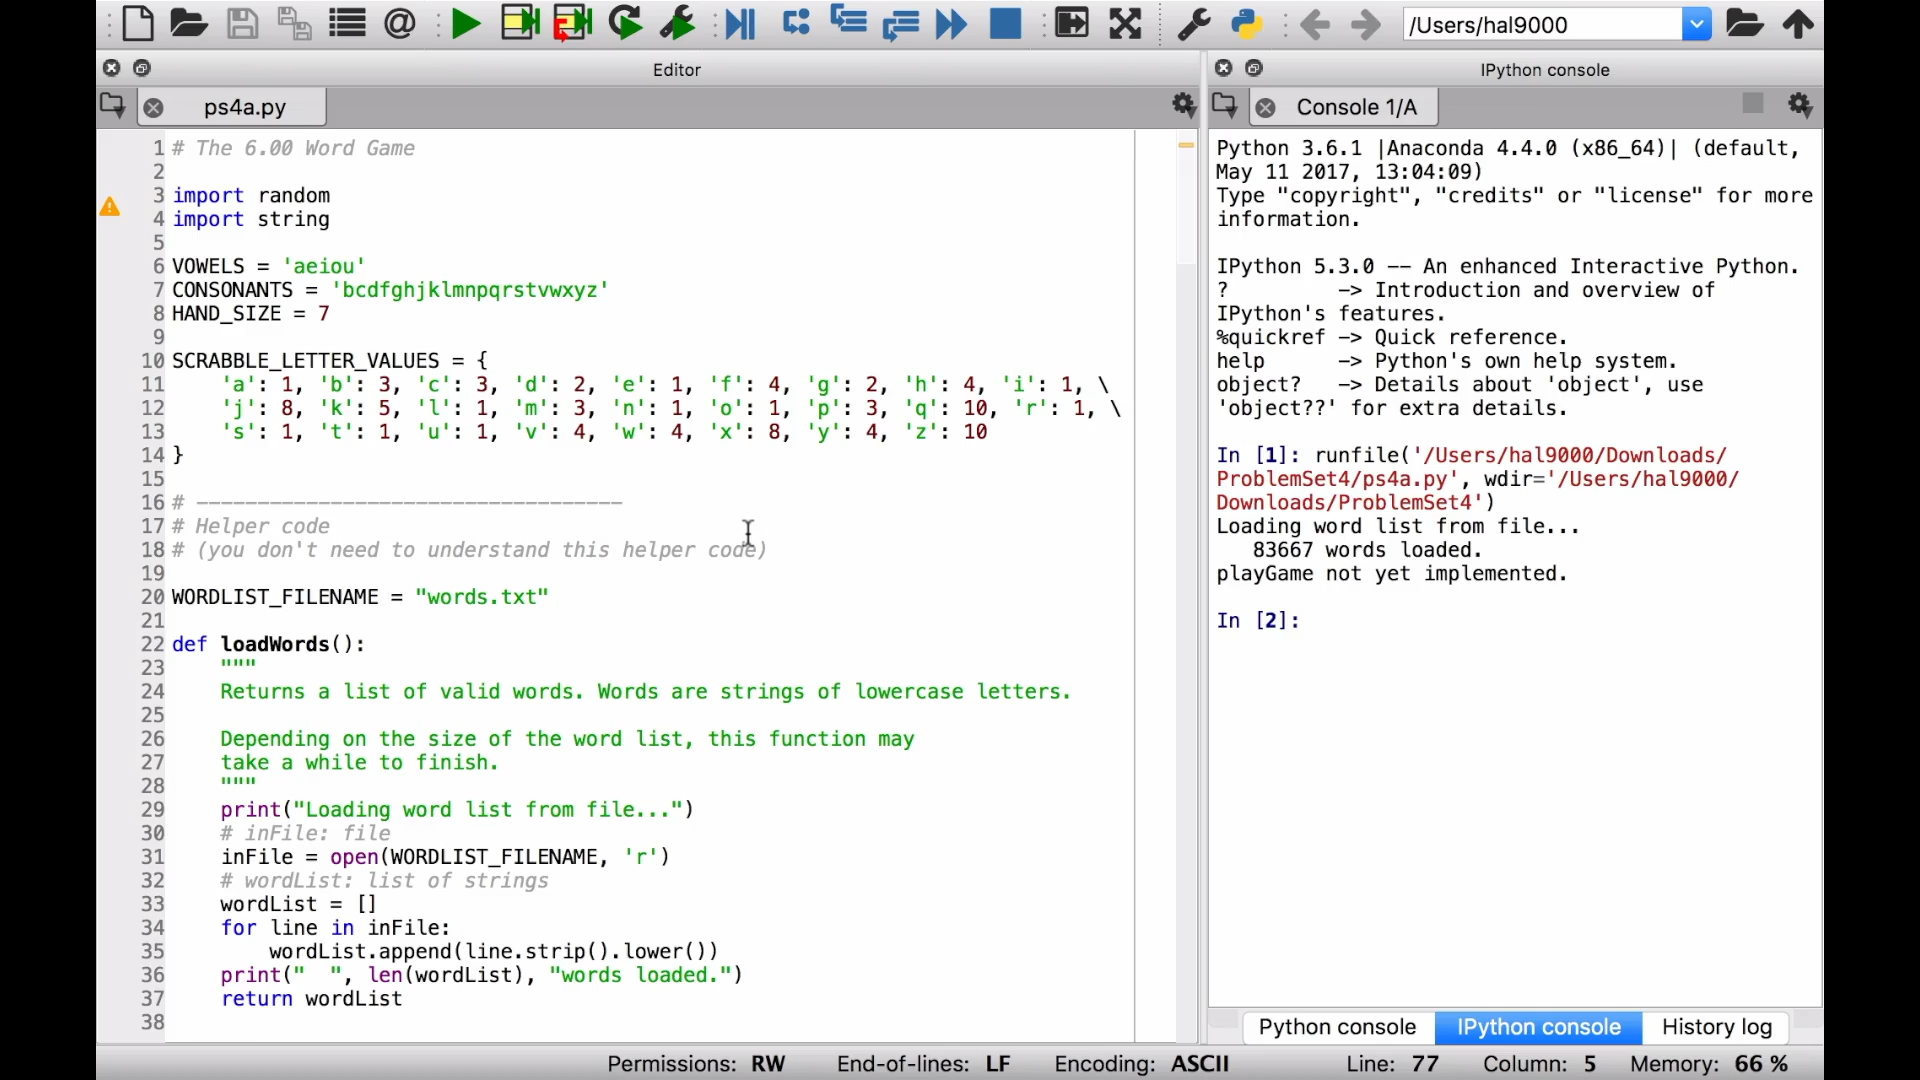 /Users/hal9000
Editor
IPython console
ps4a.py
Console 1/A
1 # The 6.00 Word Game
2
3 import random
4 import string
5
6 VOWELS = 'aeiou'
7 CONSONANTS = 'bcdfghjklmnpqrstvwxyz'
8 HAND_SIZE = 7
9
10 SCRABBLE_LETTER_VALUES = {
11     'a': 1, 'b': 3, 'c': 3, 'd': 2, 'e': 1, 'f': 4, 'g': 2, 'h': 4, 'i': 1, \
12     'j': 8, 'k': 5, 'l': 1, 'm': 3, 'n': 1, 'o': 1, 'p': 3, 'q': 10, 'r': 1, \
13     's': 1, 't': 1, 'u': 1, 'v': 4, 'w': 4, 'x': 8, 'y': 4, 'z': 10
14 }
15
16 # -----------------------------------
17 # Helper code
18 # (you don't need to understand this helper code)
19
20 WORDLIST_FILENAME = "words.txt"
21
22 def loadWords():
23     """
24     Returns a list of valid words. Words are strings of lowercase letters.
25
26     Depending on the size of the word list, this function may
27     take a while to finish.
28     """
29     print("Loading word list from file...")
30     # inFile: file
31     inFile = open(WORDLIST_FILENAME, 'r')
32     # wordList: list of strings
33     wordList = []
34     for line in inFile:
35         wordList.append(line.strip().lower())
36     print("  ", len(wordList), "words loaded.")
37     return wordList
38
Python 3.6.1 |Anaconda 4.4.0 (x86_64)| (default,
May 11 2017, 13:04:09)
Type "copyright", "credits" or "license" for more
information.
IPython 5.3.0 -- An enhanced Interactive Python.
?         -> Introduction and overview of
IPython's features.
%quickref -> Quick reference.
help      -> Python's own help system.
object?   -> Details about 'object', use
'object??' for extra details.
In [1]: runfile('/Users/hal9000/Downloads/
ProblemSet4/ps4a.py', wdir='/Users/hal9000/
Downloads/ProblemSet4')
Loading word list from file...
   83667 words loaded.
playGame not yet implemented.
In [2]:
Python console
IPython console
History log
Permissions: RW
End-of-lines: LF
Encoding: ASCII
Line: 77
Column: 5
Memory: 66 %